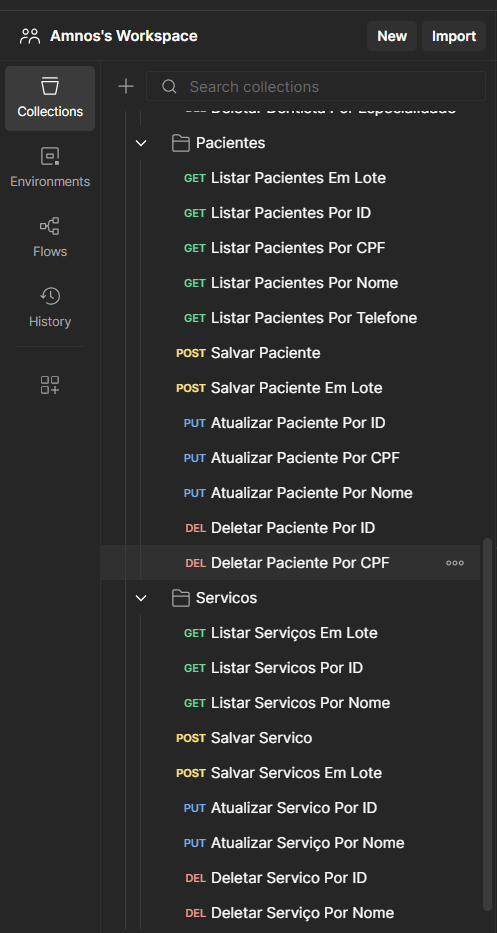 Amnos's Workspace
New
Import
Collections
Search collections
Environments
Flows
History
Deletar Dentista Por Especialidade
Pacientes
GET Listar Pacientes Em Lote
GET Listar Pacientes Por ID
GET Listar Pacientes Por CPF
GET Listar Pacientes Por Nome
GET Listar Pacientes Por Telefone
POST Salvar Paciente
POST Salvar Paciente Em Lote
PUT Atualizar Paciente Por ID
PUT Atualizar Paciente Por CPF
PUT Atualizar Paciente Por Nome
DEL Deletar Paciente Por ID
DEL Deletar Paciente Por CPF
Servicos
GET Listar Serviços Em Lote
GET Listar Servicos Por ID
GET Listar Servicos Por Nome
POST Salvar Servico
POST Salvar Servicos Em Lote
PUT Atualizar Servico Por ID
PUT Atualizar Serviço Por Nome
DEL Deletar Servico Por ID
DEL Deletar Serviço Por Nome